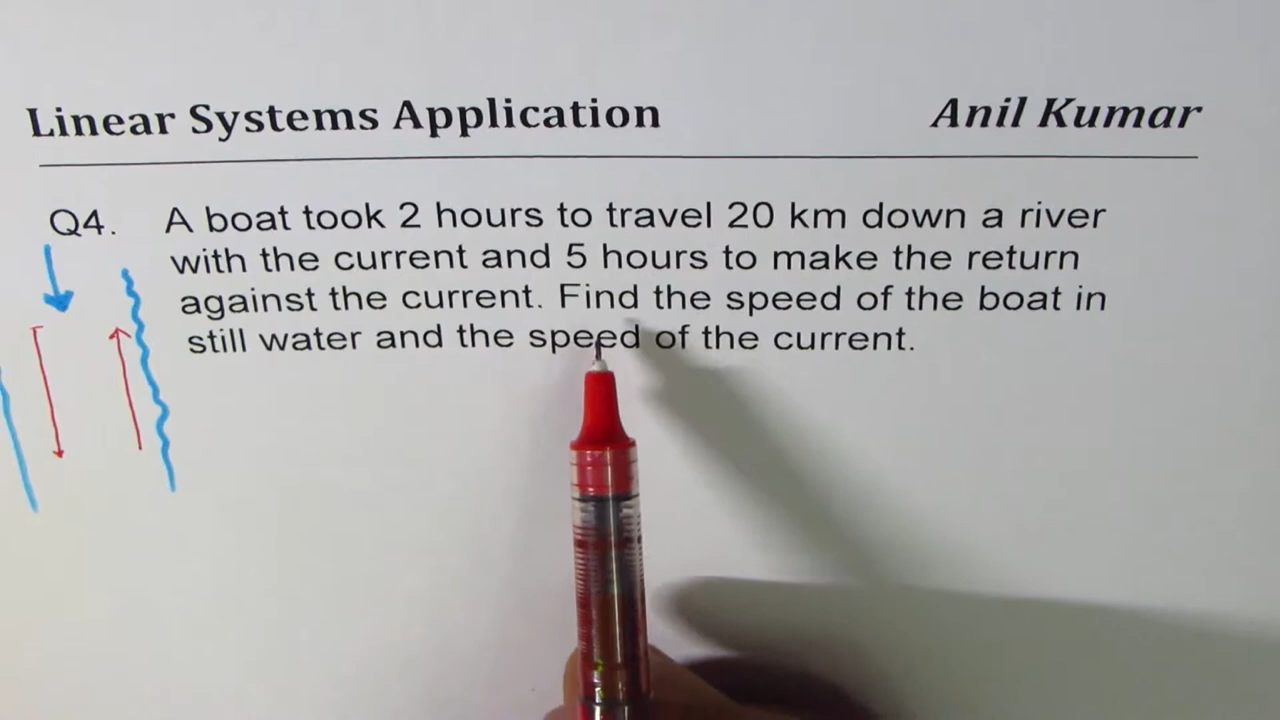 Linear Systems Application Anil Kumar
Q4. A boat took 2 hours to travel 20 km down a river
with the current and 5 hours to make the return
against the current. Find the speed of the boat in
still water and the speed of the current.